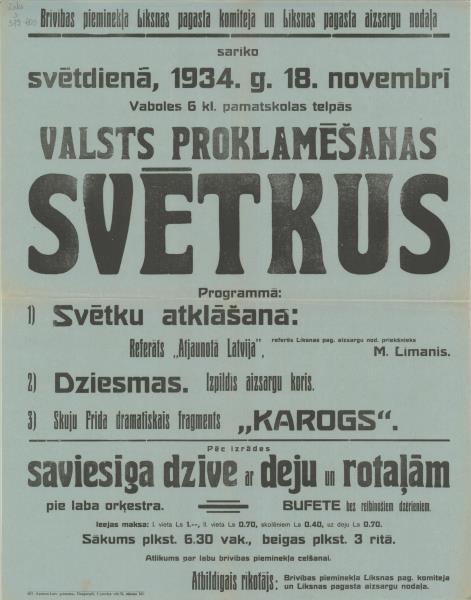 Brīvības pieminekļa Līksnas pagasta komiteja un Līksnas pagasta aizsargu nodaļa
sarīko
svētdienā, 1934. g. 18. novembrī
Vaboles 6 kl. pamatskolas telpās
VALSTS PROKLAMĒŠANAS
SVĒTKUS
Programmā:
1) Svētku atklāšana:
Referāts „Atjaunotā Latvija”, referēs Līksnas pag. aizsargu nod. priekšnieks M. Līmanis.
2) Dziesmas. Izpildīs aizsargu koris.
3) Skuju Frīda dramatiskais fragments „KAROGS”.
Pēc izrādes
saviesīga dzīve ar deju un rotaļām
pie laba orķestra. BUFETE bez reibinošiem dzērieniem.
Ieejas maksa: I. vieta Ls 1.—, II. vieta Ls 0.70, skolēniem Ls 0.40, uz deju Ls 0.70.
Sākums plkst. 6.30 vak., beigas plkst. 3 rītā.
Atlikums par labu brīvības pieminekļa celšanai.
Atbildīgais rīkotājs: Brīvības pieminekļa Līksnas pag. komiteja
un Līksnas pagasta aizsargu nodaļa.